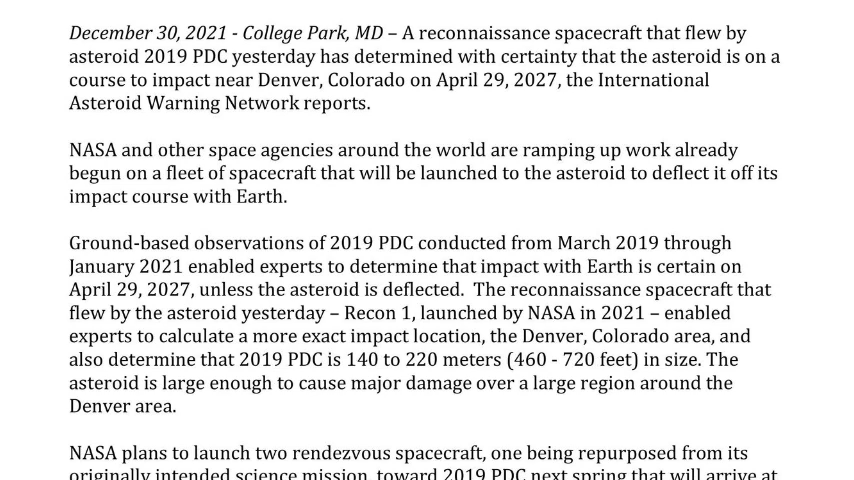 December 30, 2021 - College Park, MD – A reconnaissance spacecraft that flew by
asteroid 2019 PDC yesterday has determined with certainty that the asteroid is on a
course to impact near Denver, Colorado on April 29, 2027, the International
Asteroid Warning Network reports.
NASA and other space agencies around the world are ramping up work already
begun on a fleet of spacecraft that will be launched to the asteroid to deflect it off its
impact course with Earth.
Ground-based observations of 2019 PDC conducted from March 2019 through
January 2021 enabled experts to determine that impact with Earth is certain on
April 29, 2027, unless the asteroid is deflected.  The reconnaissance spacecraft that
flew by the asteroid yesterday – Recon 1, launched by NASA in 2021 – enabled
experts to calculate a more exact impact location, the Denver, Colorado area, and
also determine that 2019 PDC is 140 to 220 meters (460 - 720 feet) in size. The
asteroid is large enough to cause major damage over a large region around the
Denver area.
NASA plans to launch two rendezvous spacecraft, one being repurposed from its
originally intended science mission, toward 2019 PDC next spring that will arrive at